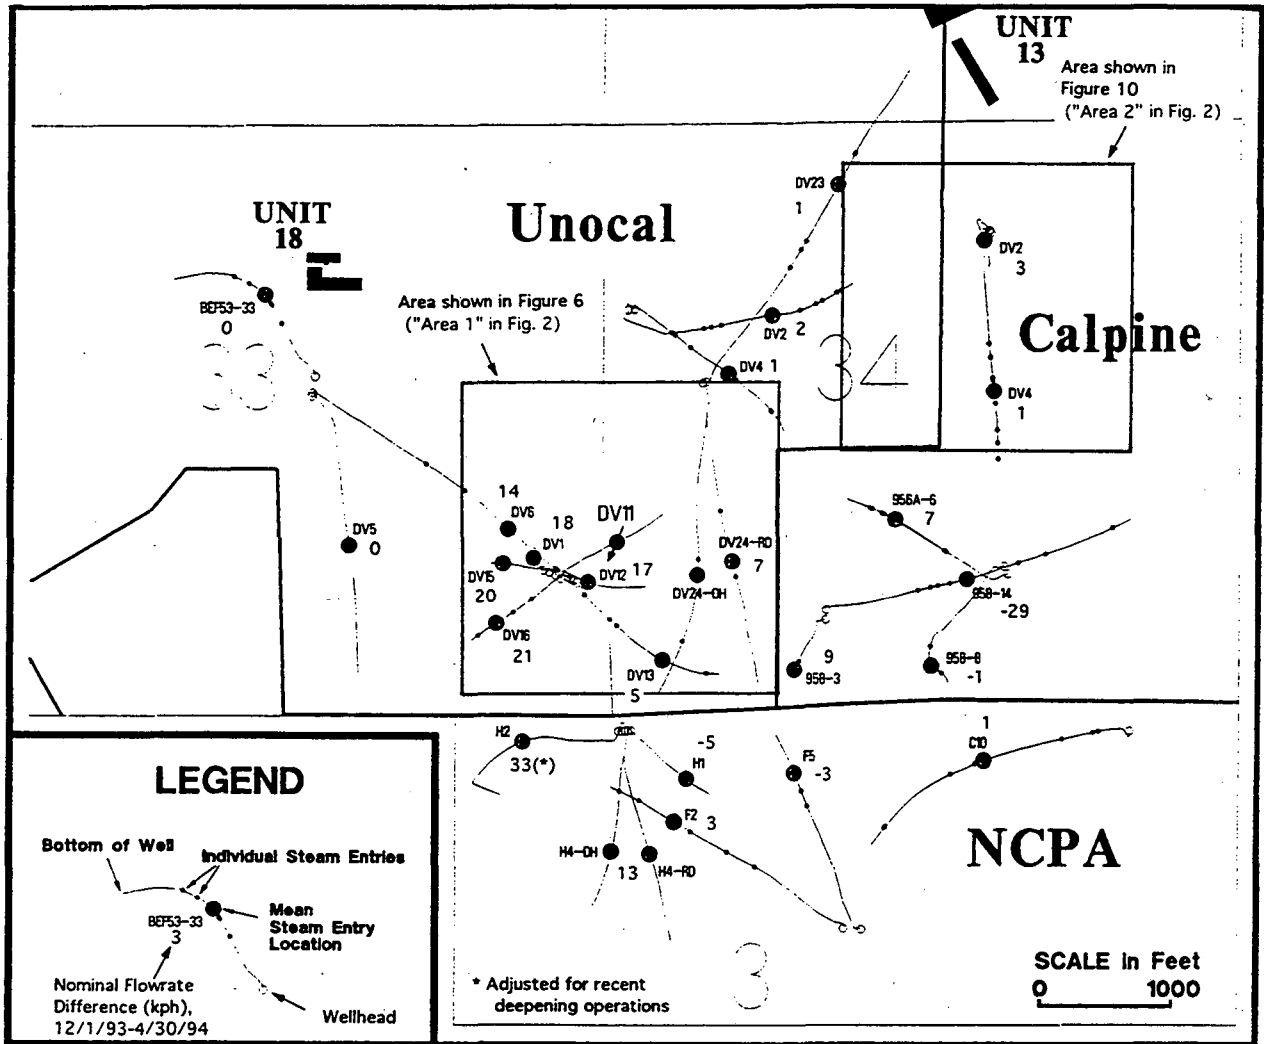 UNIT
13
Area shown in
Figure 10
("Area 2" in Fig. 2)
DV23
1
UNIT
18
Unocal
DV2
3
BEF53-33
0
Area shown in Figure 6
("Area 1" in Fig. 2)
DV2 2
Calpine
33
34
DV4 1
DV4
1
14
DV6
18
DV11
956A-6
7
DV5
0
DV1
DV24-RD
7
DV15
20
DV12 17
DV24-OH
958-14
-29
DV16
21
DV13
5
9
958-3
958-8
-1
H2
33(*)
-5
H1
F5
-3
1
C10
F2 3
NCPA
H4-OH
13
H4-RD
3
* Adjusted for recent
deepening operations
SCALE in Feet
0 1000
LEGEND
Bottom of Well
Individual Steam Entries
BEF53-33
3
Mean
Steam Entry
Location
Nominal Flowrate
Difference (kph),
12/1/93-4/30/94
Wellhead